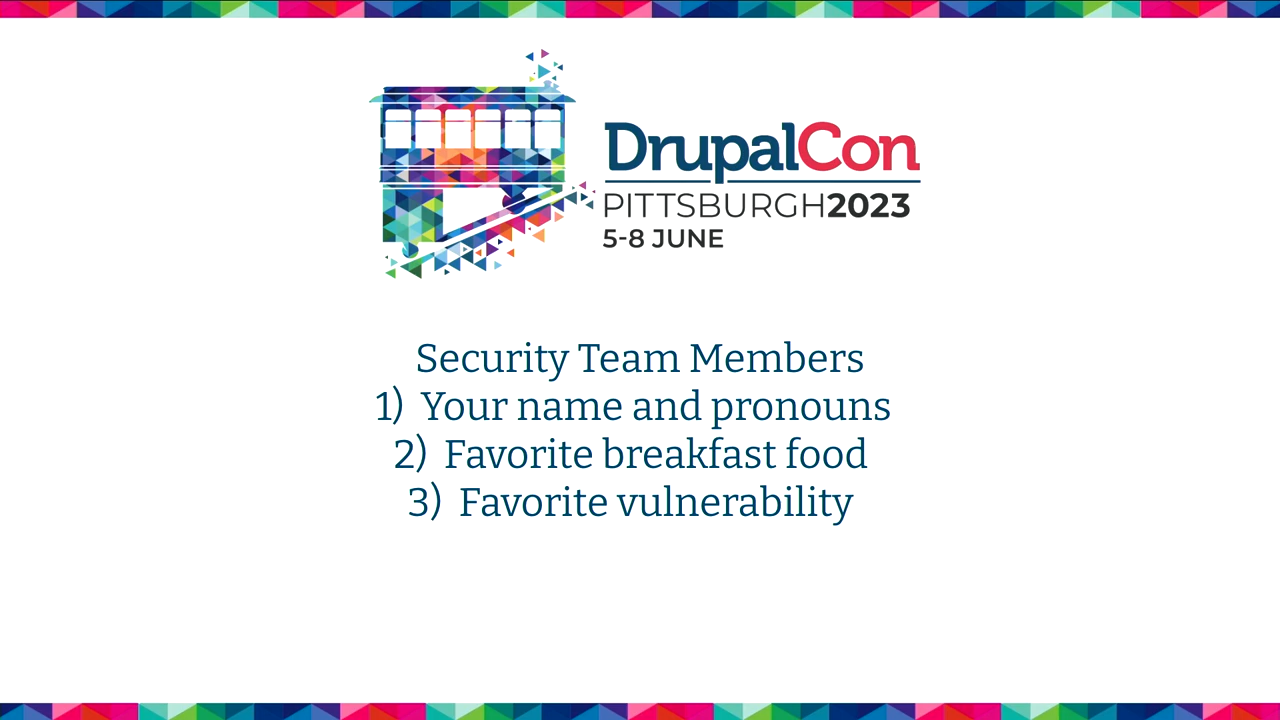 DrupalCon
PITTSBURGH2023
5-8 JUNE
Security Team Members
1) Your name and pronouns
2) Favorite breakfast food
3) Favorite vulnerability